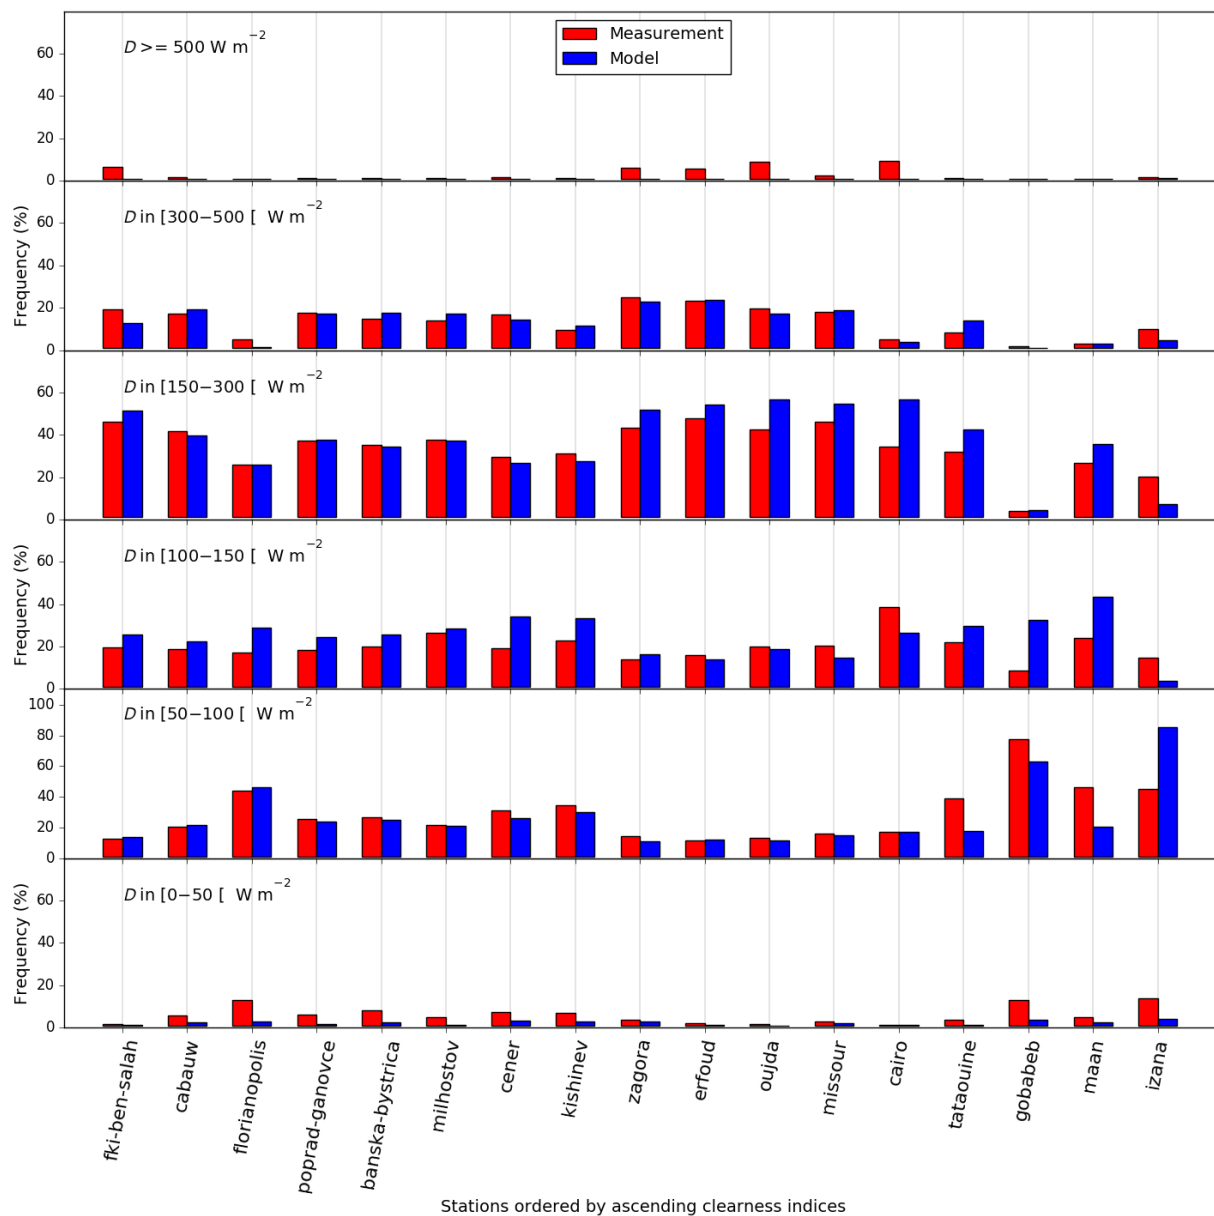 Measurement
Model
D >= 500 W m−2
60
40
20
0
D in [300−500 [ W m−2
60
40
20
0
Frequency (%)
D in [150−300 [ W m−2
60
40
20
0
D in [100−150 [ W m−2
60
40
20
0
Frequency (%)
D in [50−100 [ W m−2
100
80
60
40
20
0
D in [0−50 [ W m−2
60
40
20
0
Frequency (%)
fki-ben-salah
cabauw
florianopolis
poprad-ganovce
banska-bystrica
milhostov
cener
kishinev
zagora
erfoud
oujda
missour
cairo
tataouine
gobabeb
maan
izana
Stations ordered by ascending clearness indices